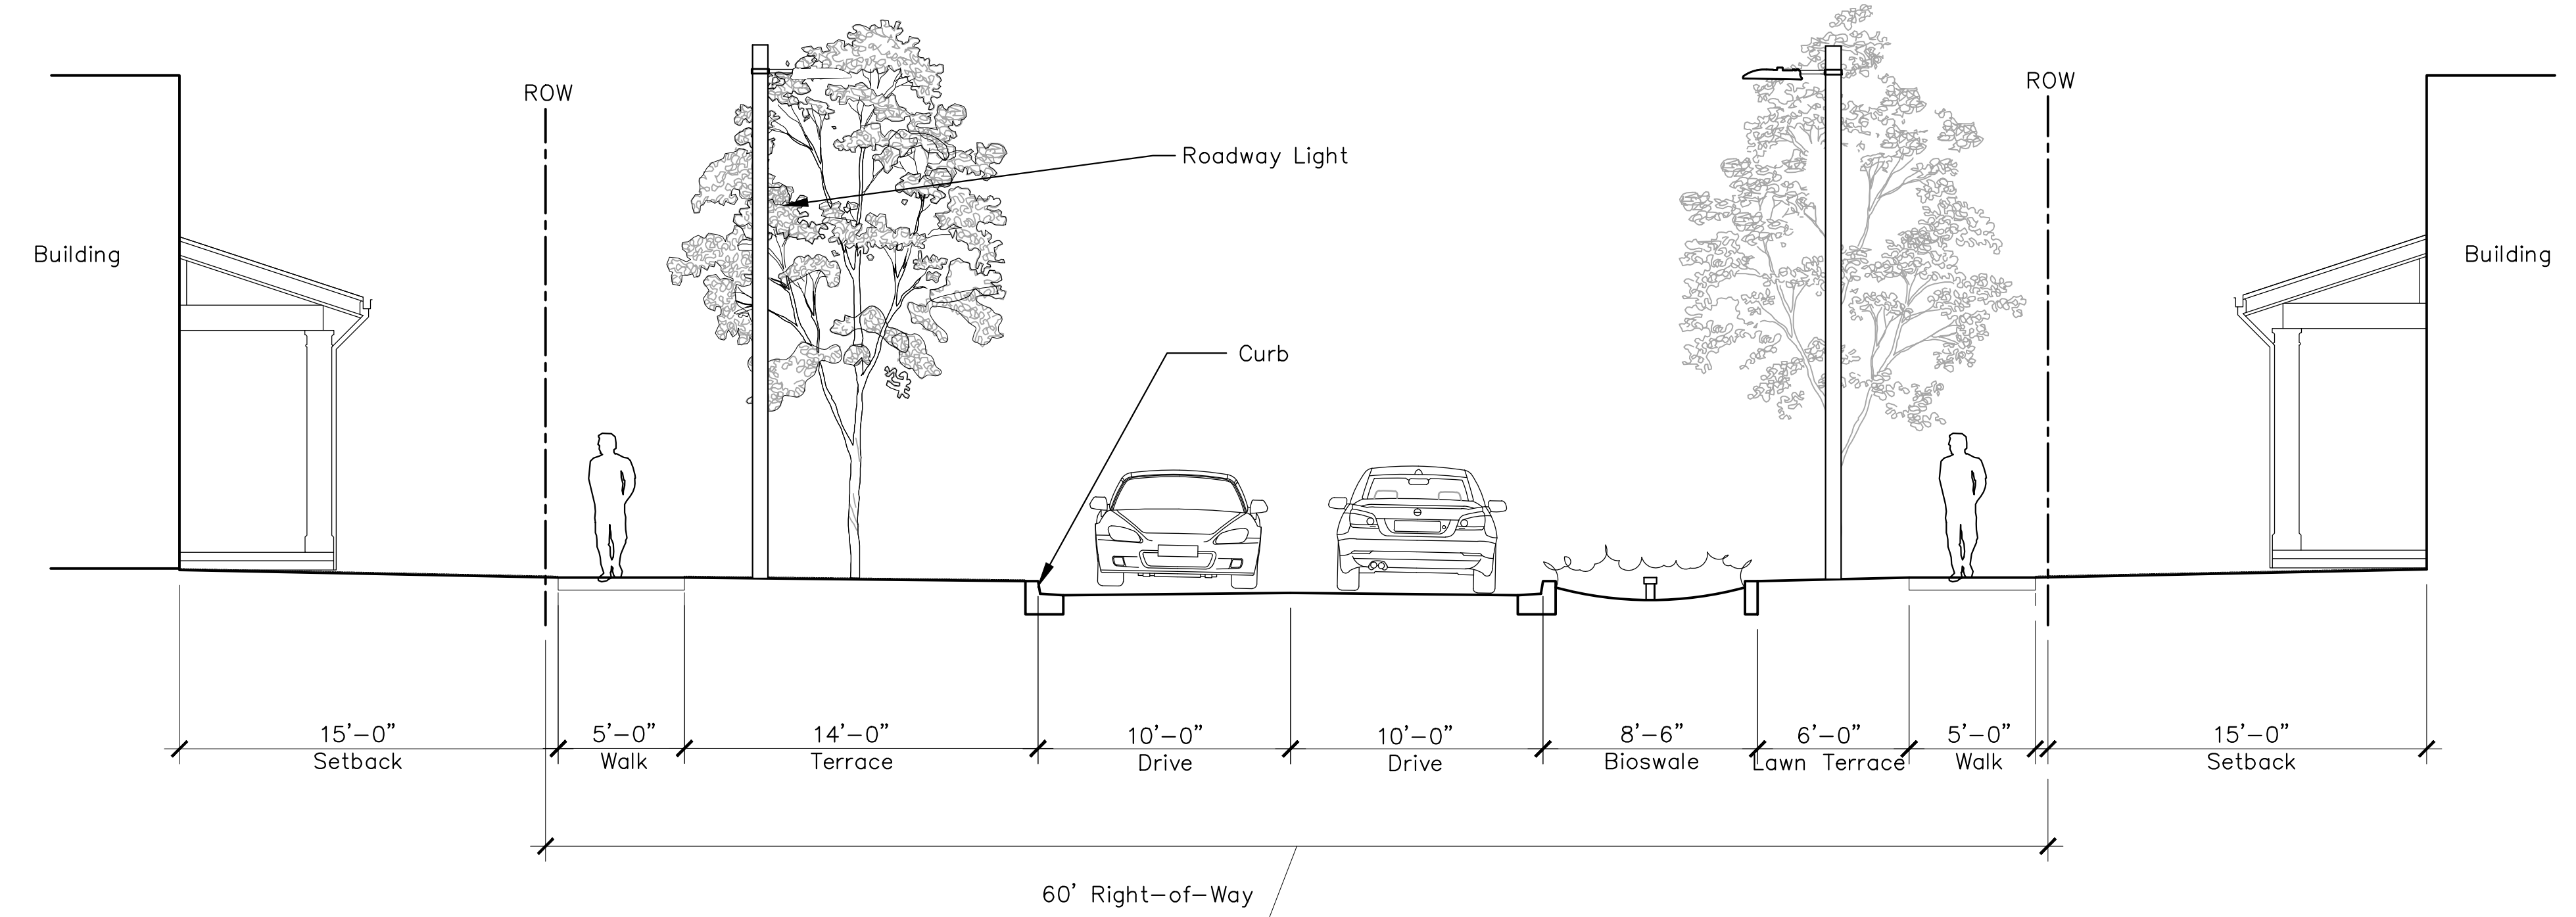 ROW
ROW
Roadway Light
Building
Building
Curb
15'-0"
Setback
5'-0"
Walk
14'-0"
Terrace
10'-0"
Drive
10'-0"
Drive
8'-6"
Bioswale
6'-0"
Lawn Terrace
5'-0"
Walk
15'-0"
Setback
60' Right-of-Way